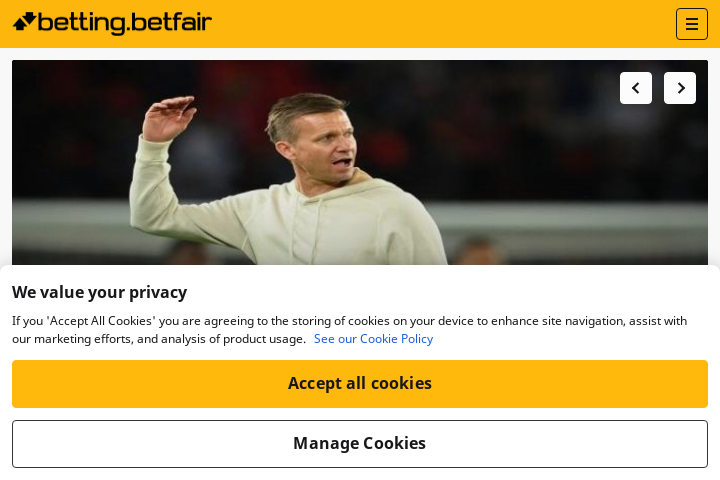 betting.betfair
We value your privacy
If you 'Accept All Cookies' you are agreeing to the storing of cookies on your device to enhance site navigation, assist with
our marketing efforts, and analysis of product usage. See our Cookie Policy
Accept all cookies
Manage Cookies